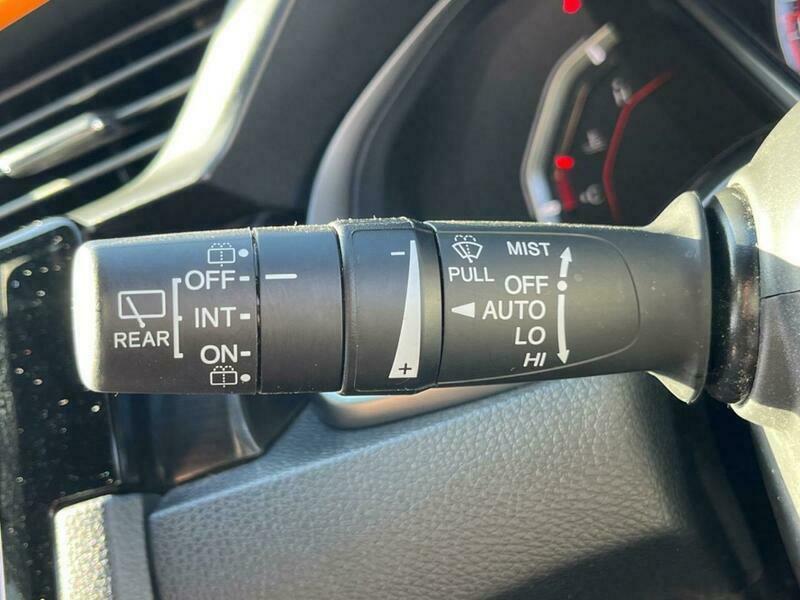 OFF
INT
ON
REAR
−
+
PULL
MIST
OFF
AUTO
LO
HI